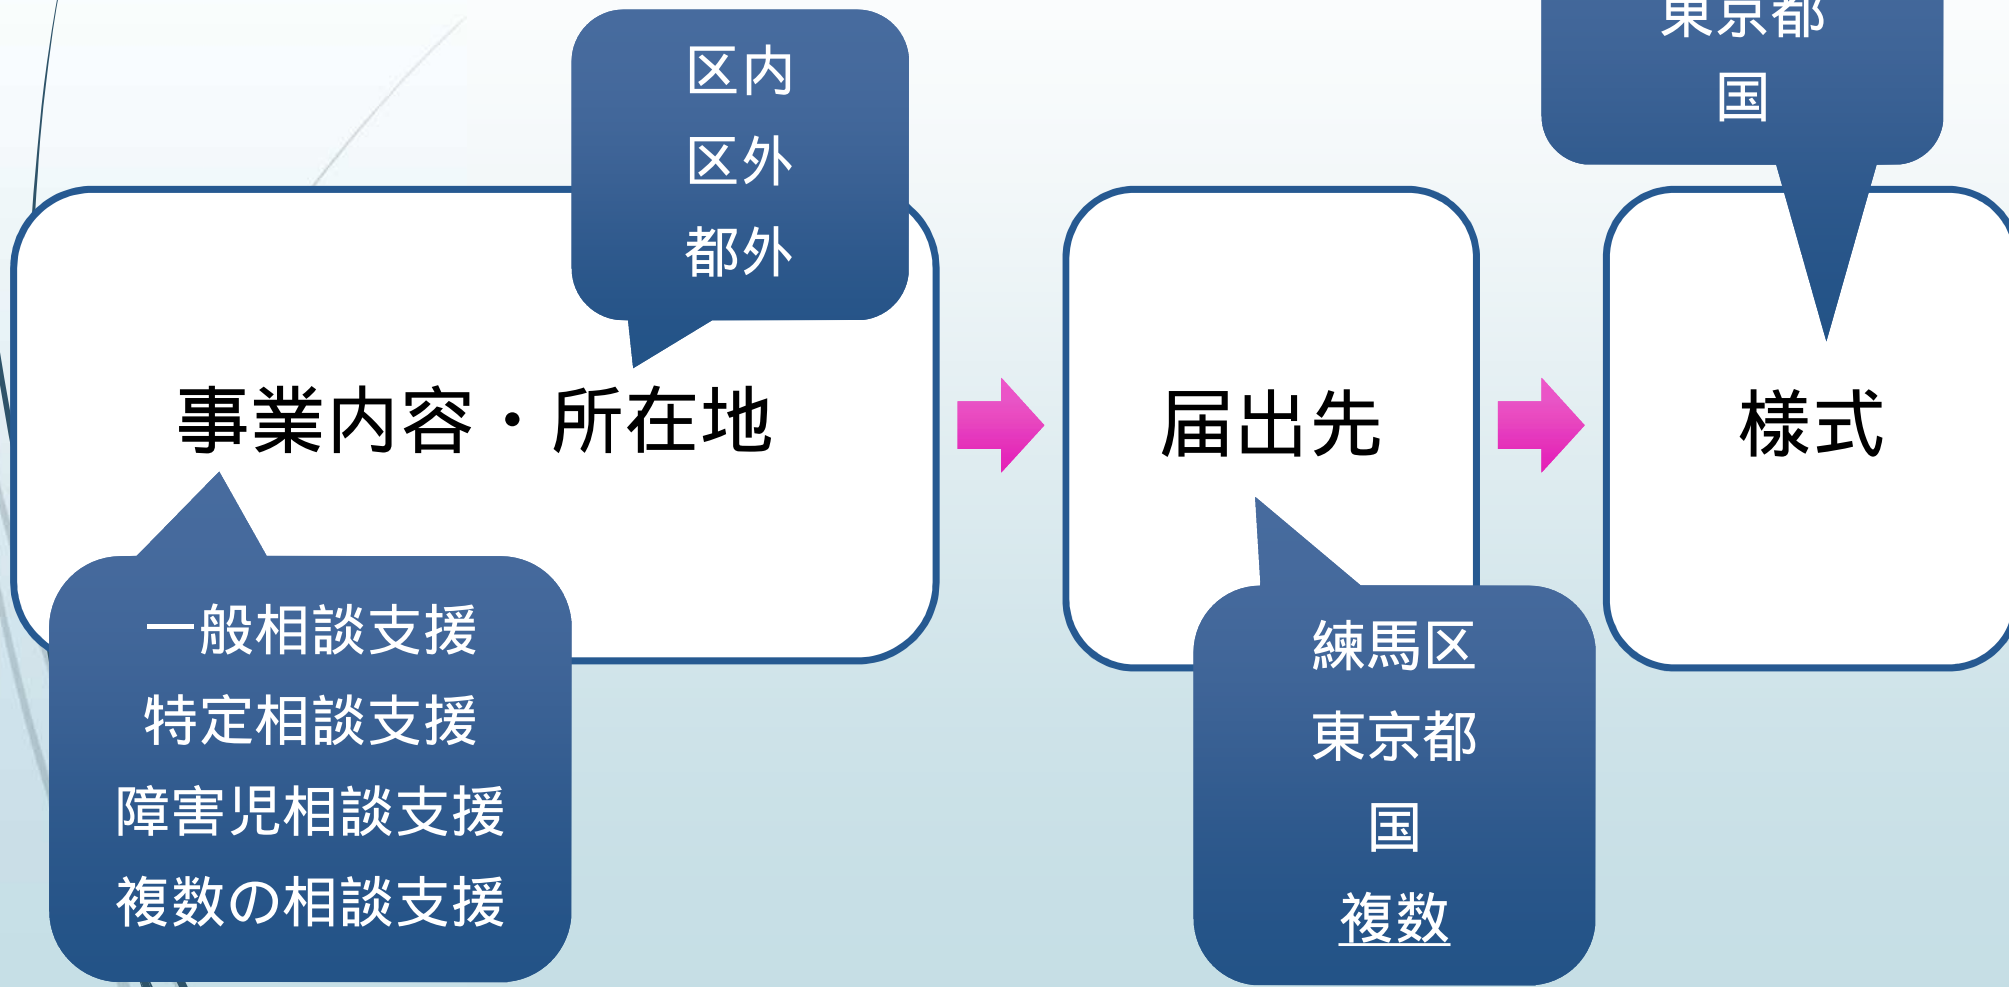 区内
区外
都外
事業内容・所在地
一般相談支援
特定相談支援
障害児相談支援
複数の相談支援
届出先
練馬区
東京都
国
複数
東京都
国
様式